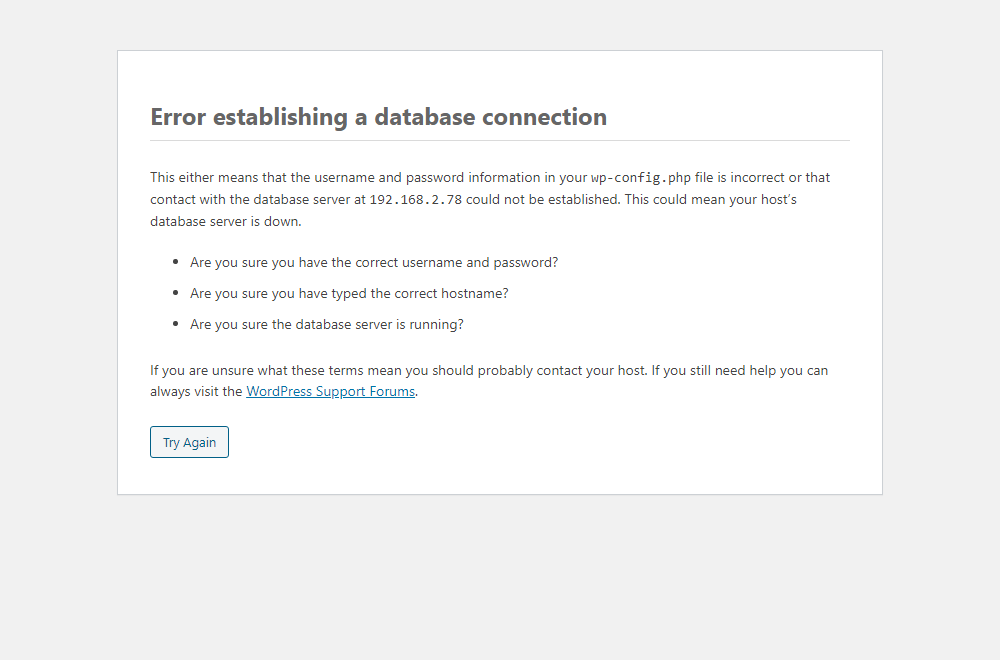 Error establishing a database connection
This either means that the username and password information in your wp-config.php file is incorrect or that
contact with the database server at 192.168.2.78 could not be established. This could mean your host’s
database server is down.
• Are you sure you have the correct username and password?
• Are you sure you have typed the correct hostname?
• Are you sure the database server is running?
If you are unsure what these terms mean you should probably contact your host. If you still need help you can
always visit the WordPress Support Forums.
Try Again